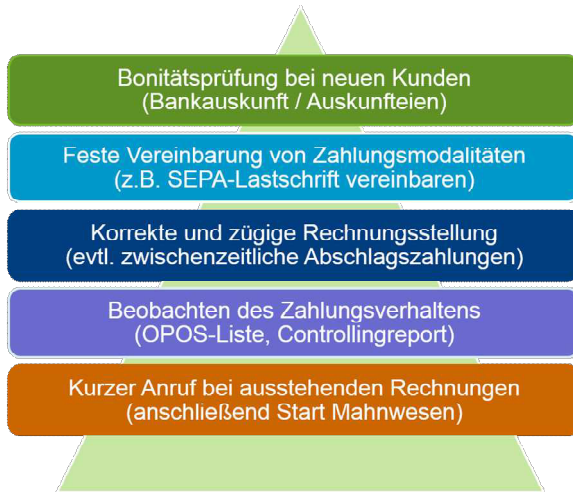 Bonitätsprüfung bei neuen Kunden
(Bankauskunft / Auskunfteien)
Feste Vereinbarung von Zahlungsmodalitäten
(z.B. SEPA-Lastschrift vereinbaren)
Korrekte und zügige Rechnungsstellung
(evtl. zwischenzeitliche Abschlagszahlungen)
Beobachten des Zahlungsverhaltens
(OPOS-Liste, Controllingreport)
Kurzer Anruf bei ausstehenden Rechnungen
(anschließend Start Mahnwesen)